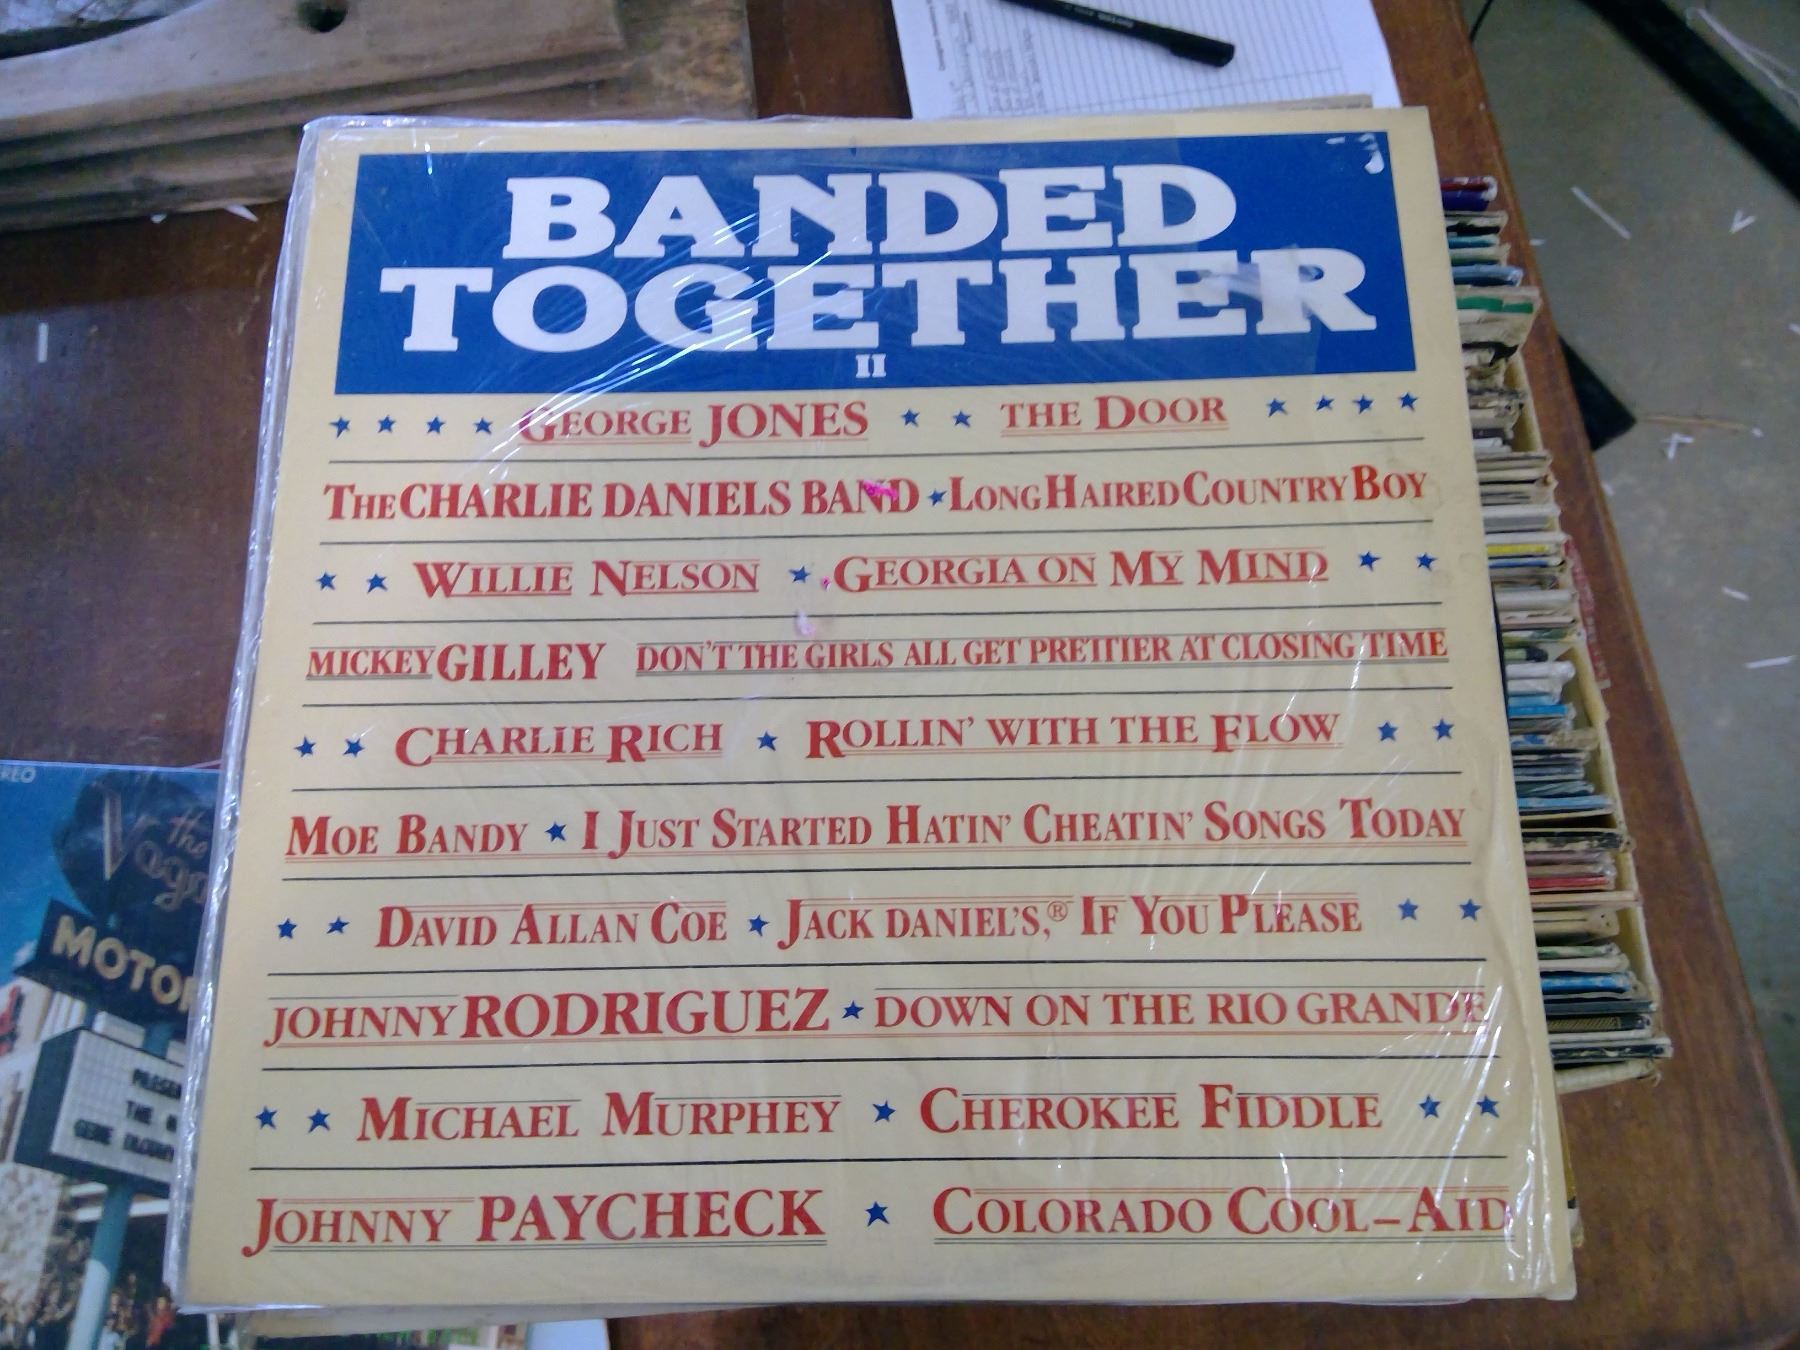 BANDED
TOGETHER
II
GEORGE JONES THE DOOR
THE CHARLIE DANIELS BAND LONG HAIRED COUNTRY BOY
WILLIE NELSON GEORGIA ON MY MIND
MICKEY GILLEY DON'T THE GIRLS ALL GET PRETTIER AT CLOSING TIME
CHARLIE RICH ROLLIN' WITH THE FLOW
MOE BANDY I JUST STARTED HATIN' CHEATIN' SONGS TODAY
DAVID ALLAN COE JACK DANIEL'S,® IF YOU PLEASE
JOHNNY RODRIGUEZ DOWN ON THE RIO GRANDE
MICHAEL MURPHEY CHEROKEE FIDDLE
JOHNNY PAYCHECK COLORADO COOL-AID
the
MOTOR
THE